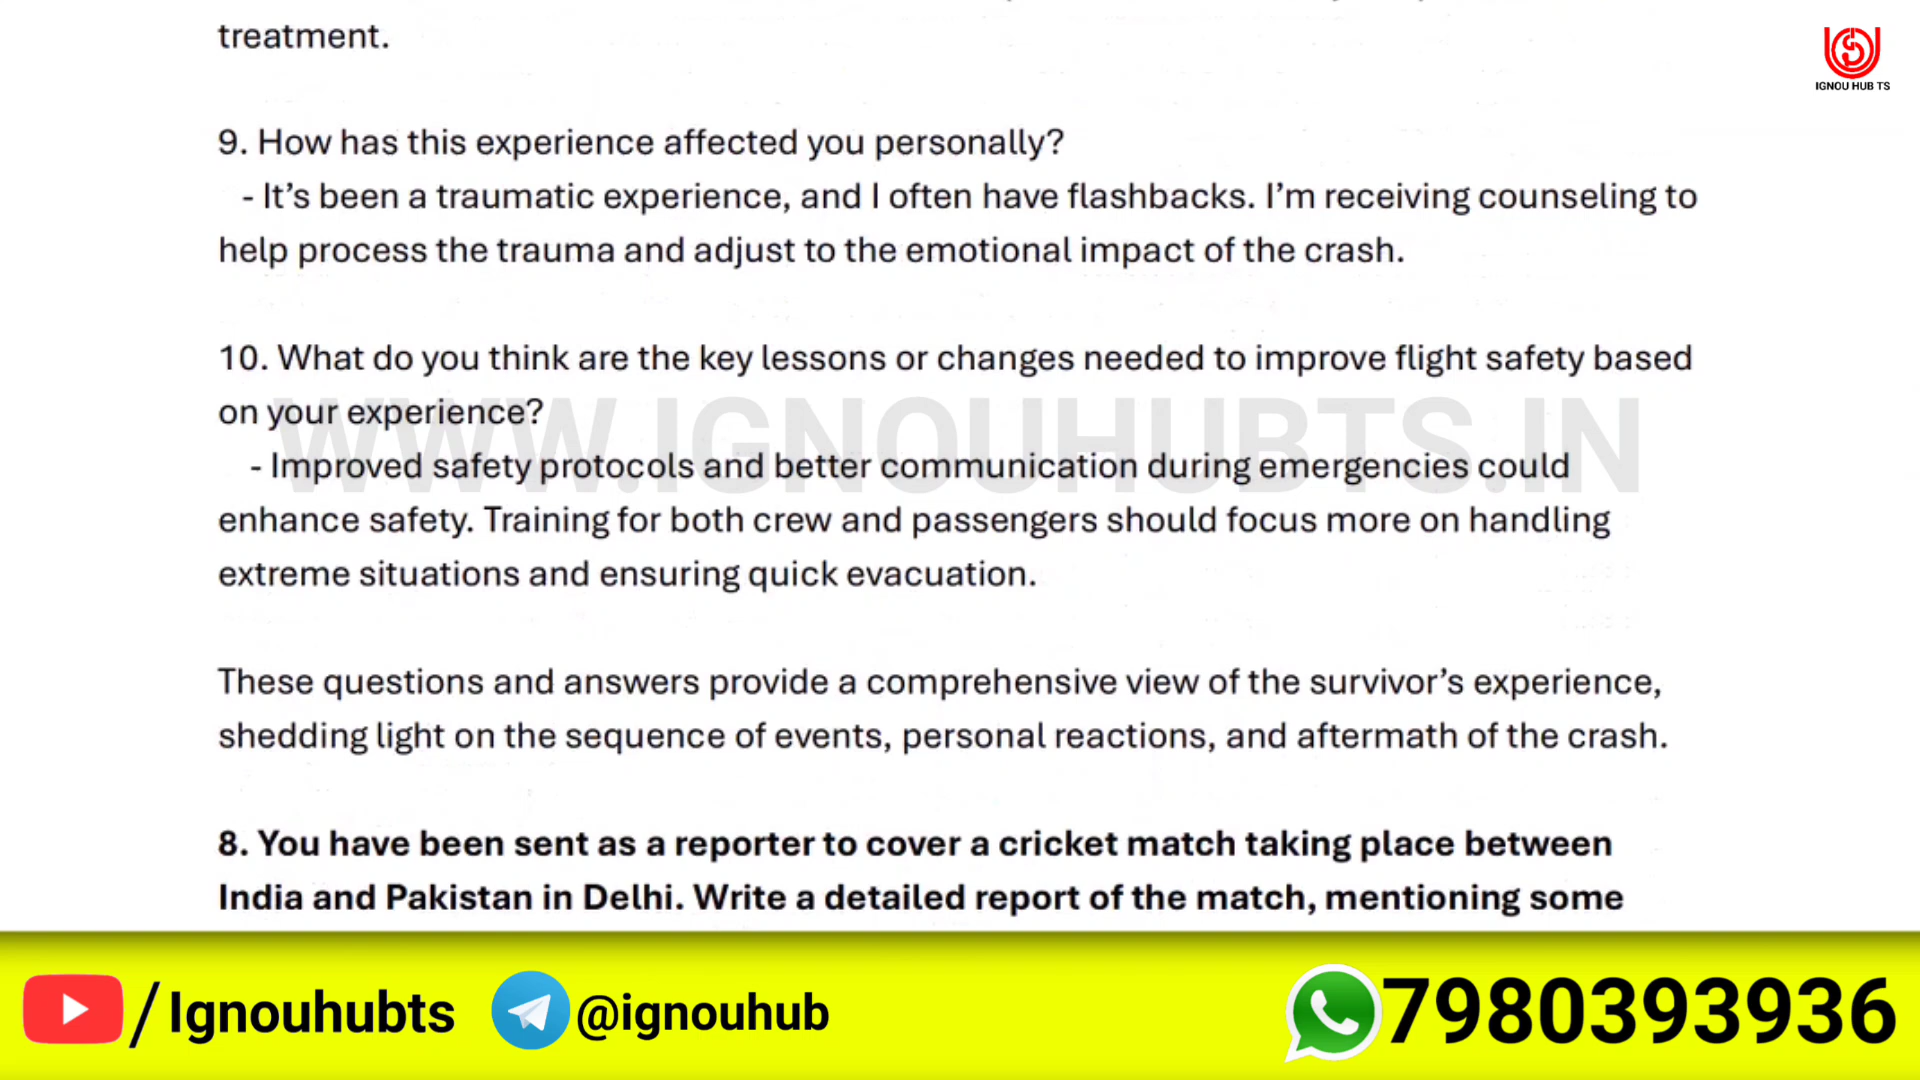 treatment.
IGNOU HUB TS
9. How has this experience affected you personally?
- It’s been a traumatic experience, and I often have flashbacks. I’m receiving counseling to
help process the trauma and adjust to the emotional impact of the crash.
10. What do you think are the key lessons or changes needed to improve flight safety based
on your experience?
WWW.IGNOUHUBTS.IN
- Improved safety protocols and better communication during emergencies could
enhance safety. Training for both crew and passengers should focus more on handling
extreme situations and ensuring quick evacuation.
These questions and answers provide a comprehensive view of the survivor’s experience,
shedding light on the sequence of events, personal reactions, and aftermath of the crash.
8. You have been sent as a reporter to cover a cricket match taking place between
India and Pakistan in Delhi. Write a detailed report of the match, mentioning some
/Ignouhubts @ignouhub 7980393936